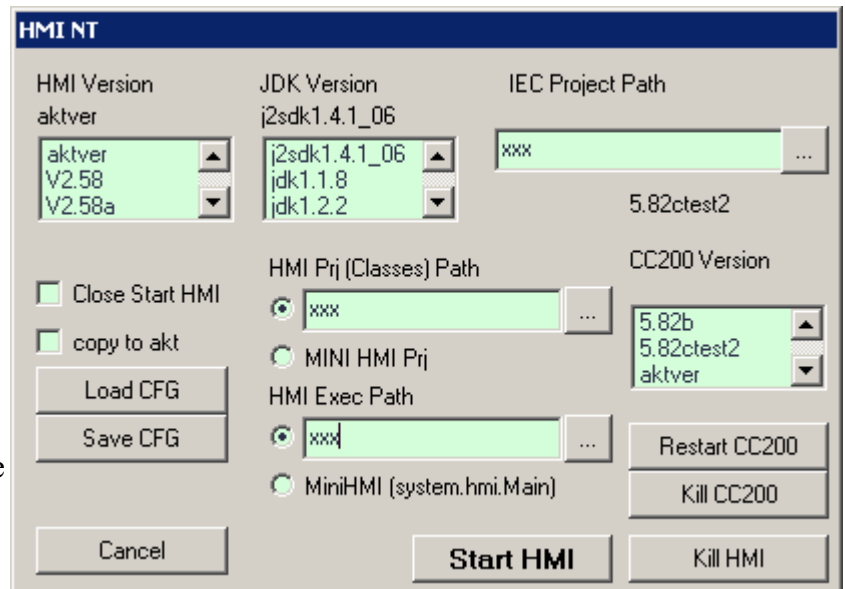 HMI NT
HMI Version
JDK Version
IEC Project Path
aktver
j2sdk1.4.1_06
aktver
V2.58
V2.58a
j2sdk1.4.1_06
jdk1.1.8
jdk1.2.2
xxx
...
5.82ctest2
HMI Prj (Classes) Path
CC200 Version
Close Start HMI
xxx
...
5.82b
5.82ctest2
aktver
copy to akt
MINI HMI Prj
Load CFG
HMI Exec Path
Save CFG
xxx
...
Restart CC200
e
MiniHMI (system.hmi.Main)
Kill CC200
Cancel
Start HMI
Kill HMI